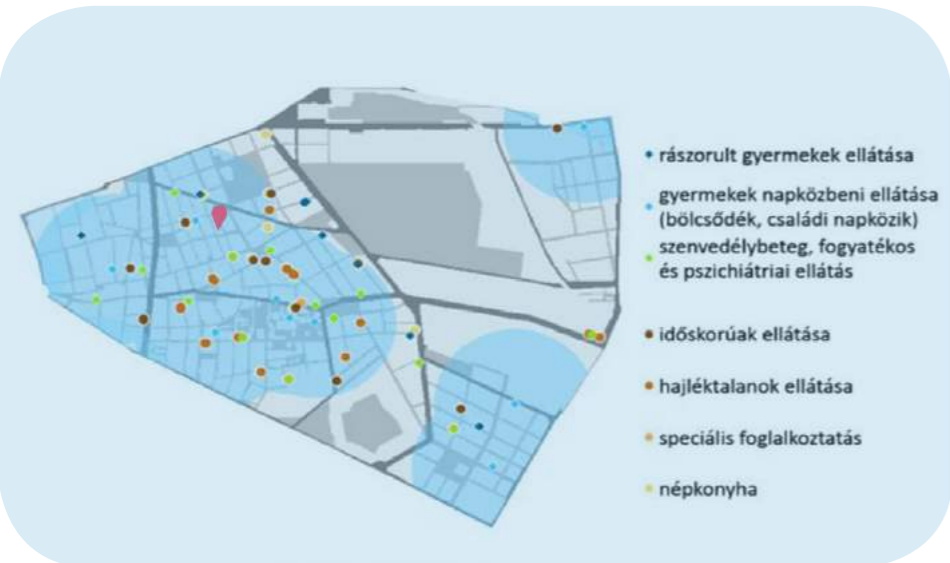 rászorult gyermekek ellátása
gyermekek napközbeni ellátása
(bölcsődék, családi napközik)
szenvedélybeteg, fogyatékos
és pszichiátriai ellátás
időskorúak ellátása
hajléktalanok ellátása
speciális foglalkoztatás
népkonyha